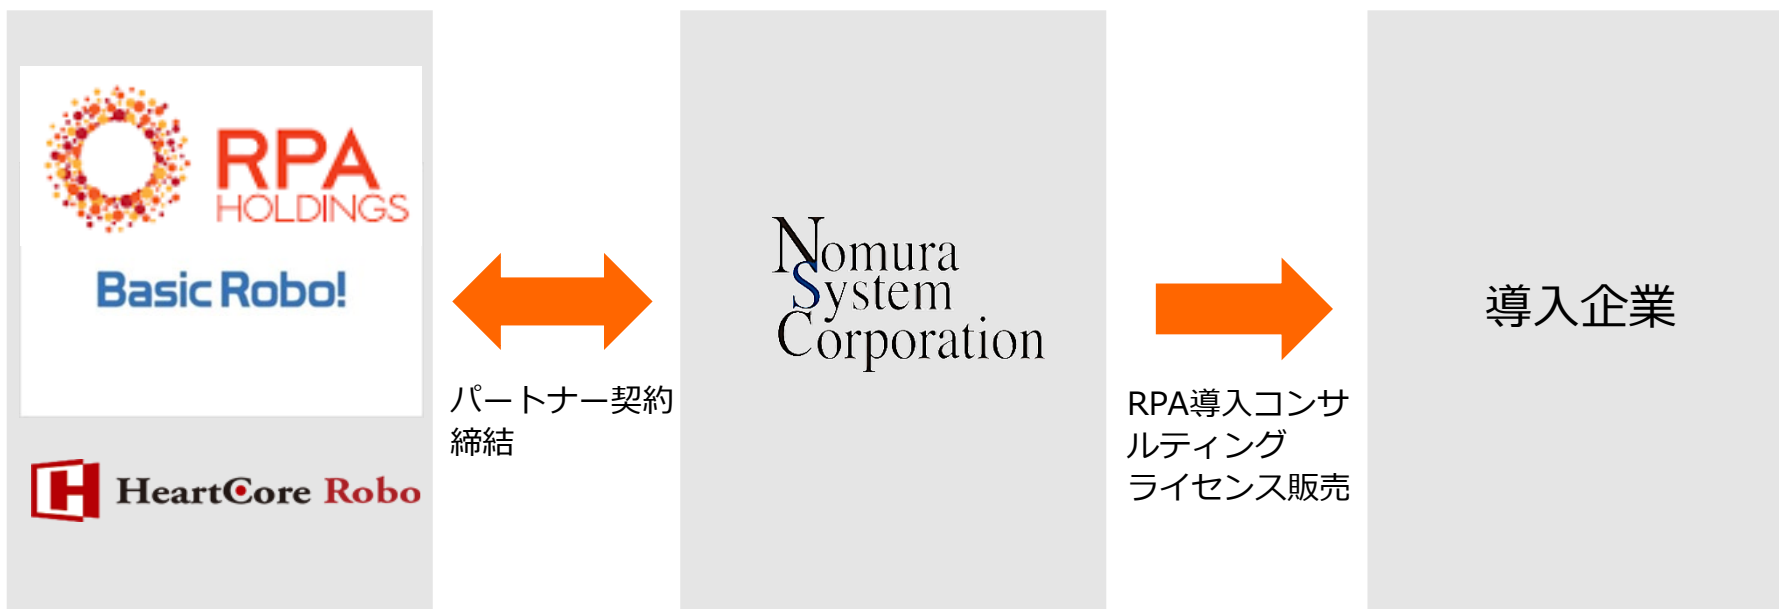 RPA
HOLDINGS
Basic Robo!
HeartCore Robo
パートナー契約
締結
Nomura
System
Corporation
RPA導入コンサ
ルティング
ライセンス販売
導入企業